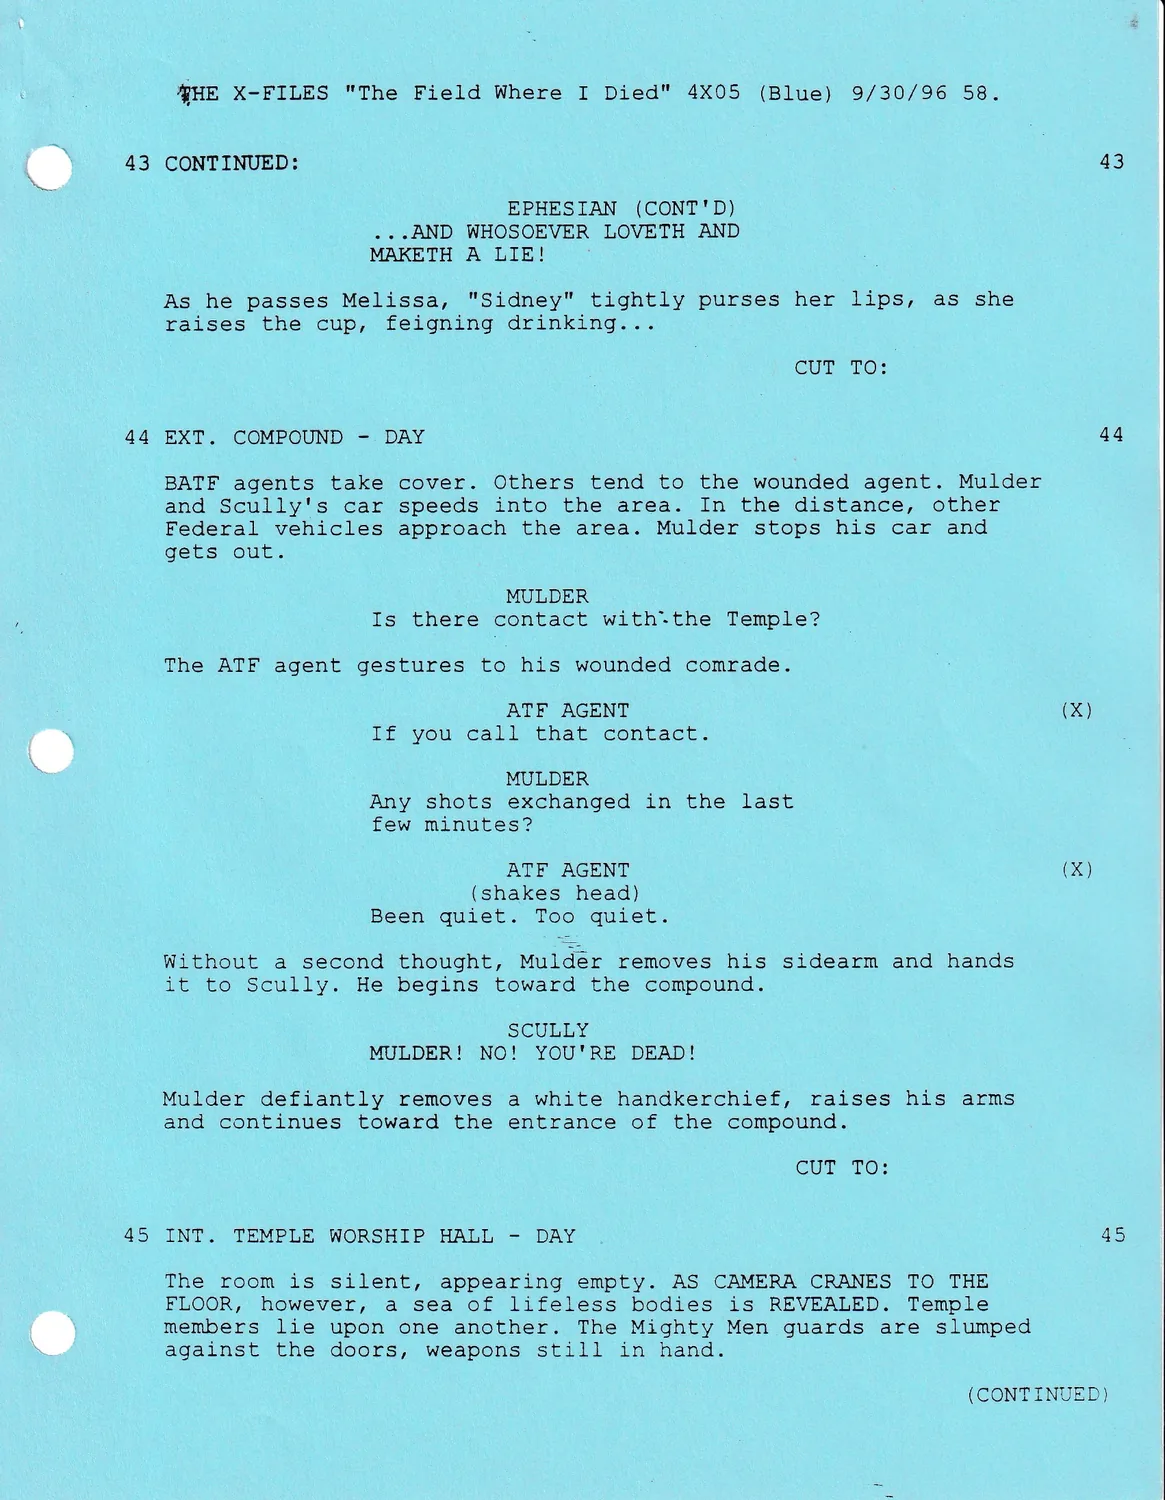 THE X-FILES "The Field Where I Died" 4X05 (Blue) 9/30/96 58.
43 CONTINUED: 43
EPHESIAN (CONT'D)
...AND WHOSOEVER LOVETH AND
MAKETH A LIE!
As he passes Melissa, "Sidney" tightly purses her lips, as she
raises the cup, feigning drinking...
CUT TO:
44 EXT. COMPOUND - DAY 44
BATF agents take cover. Others tend to the wounded agent. Mulder
and Scully's car speeds into the area. In the distance, other
Federal vehicles approach the area. Mulder stops his car and
gets out.
MULDER
Is there contact with the Temple?
The ATF agent gestures to his wounded comrade.
ATF AGENT (X)
If you call that contact.
MULDER
Any shots exchanged in the last
few minutes?
ATF AGENT (X)
(shakes head)
Been quiet. Too quiet.
Without a second thought, Mulder removes his sidearm and hands
it to Scully. He begins toward the compound.
SCULLY
MULDER! NO! YOU'RE DEAD!
Mulder defiantly removes a white handkerchief, raises his arms
and continues toward the entrance of the compound.
CUT TO:
45 INT. TEMPLE WORSHIP HALL - DAY 45
The room is silent, appearing empty. AS CAMERA CRANES TO THE
FLOOR, however, a sea of lifeless bodies is REVEALED. Temple
members lie upon one another. The Mighty Men guards are slumped
against the doors, weapons still in hand.
(CONTINUED)